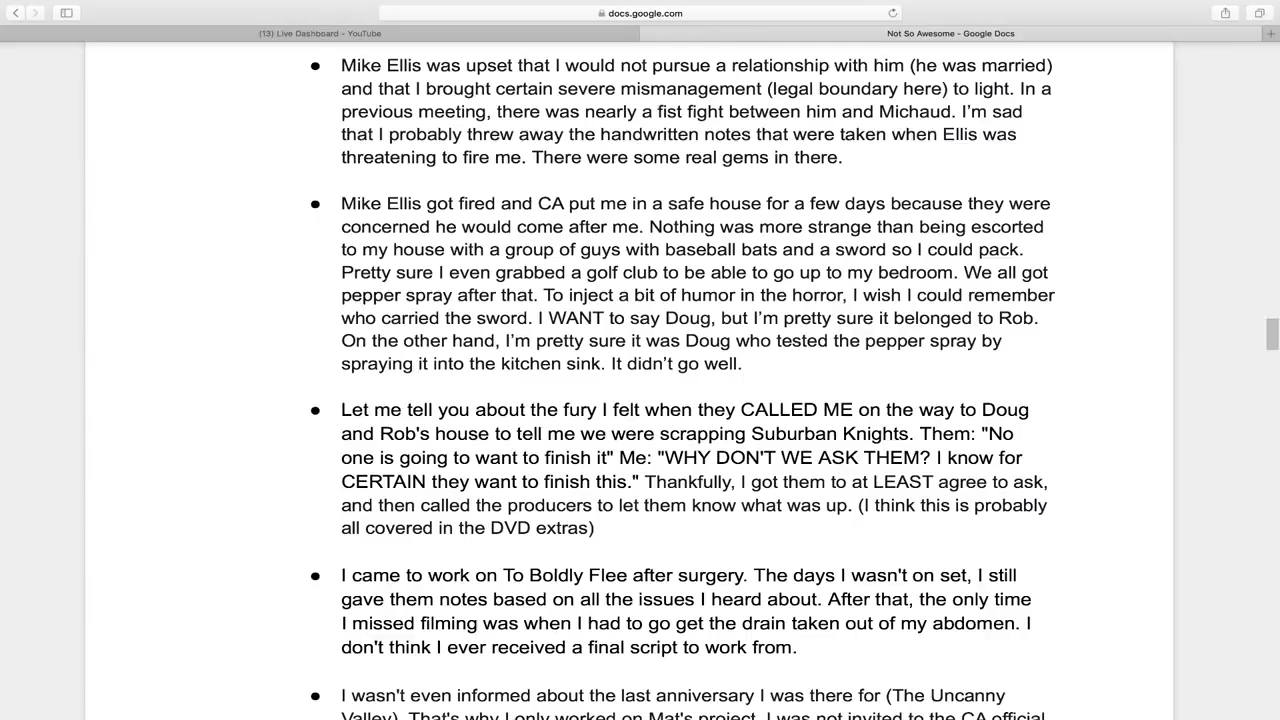 docs.google.com
(13) Live Dashboard - YouTube
Not So Awesome - Google Docs
● Mike Ellis was upset that I would not pursue a relationship with him (he was married)
and that I brought certain severe mismanagement (legal boundary here) to light. In a
previous meeting, there was nearly a fist fight between him and Michaud. I’m sad
that I probably threw away the handwritten notes that were taken when Ellis was
threatening to fire me. There were some real gems in there.
● Mike Ellis got fired and CA put me in a safe house for a few days because they were
concerned he would come after me. Nothing was more strange than being escorted
to my house with a group of guys with baseball bats and a sword so I could pack.
Pretty sure I even grabbed a golf club to be able to go up to my bedroom. We all got
pepper spray after that. To inject a bit of humor in the horror, I wish I could remember
who carried the sword. I WANT to say Doug, but I’m pretty sure it belonged to Rob.
On the other hand, I’m pretty sure it was Doug who tested the pepper spray by
spraying it into the kitchen sink. It didn’t go well.
● Let me tell you about the fury I felt when they CALLED ME on the way to Doug
and Rob's house to tell me we were scrapping Suburban Knights. Them: "No
one is going to want to finish it" Me: "WHY DON'T WE ASK THEM? I know for
CERTAIN they want to finish this." Thankfully, I got them to at LEAST agree to ask,
and then called the producers to let them know what was up. (I think this is probably
all covered in the DVD extras)
● I came to work on To Boldly Flee after surgery. The days I wasn't on set, I still
gave them notes based on all the issues I heard about. After that, the only time
I missed filming was when I had to go get the drain taken out of my abdomen. I
don't think I ever received a final script to work from.
● I wasn't even informed about the last anniversary I was there for (The Uncanny
Valley). That's why I only worked on Mat's project. I was not invited to the CA official